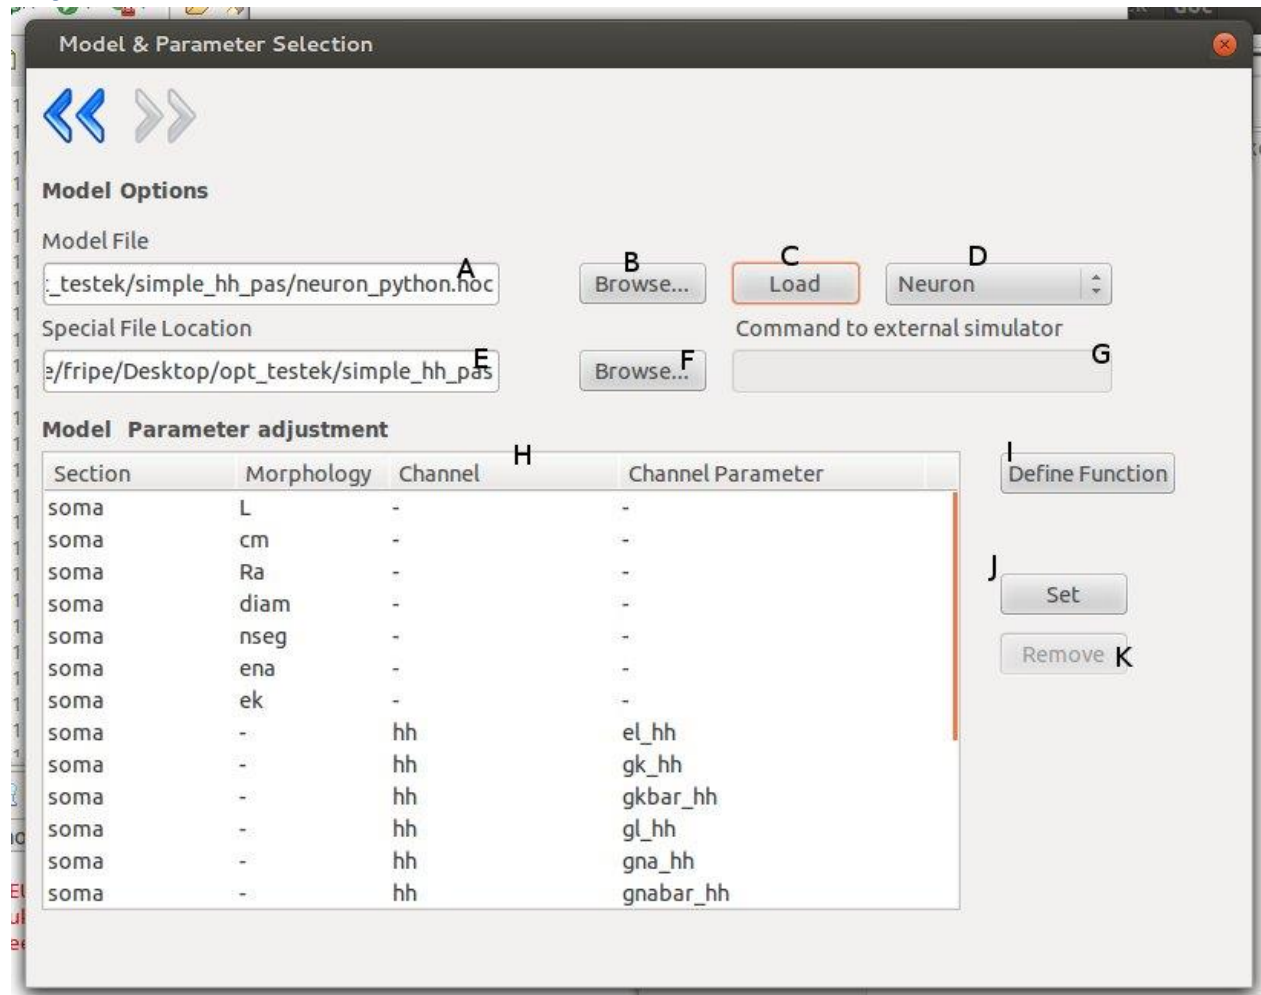 Model & Parameter Selection
Model Options
Model File
:_testek/simple_hh_pas/neuron_python.hoc A
B Browse...
C Load
D Neuron
Special File Location
Command to external simulator
e/fripe/Desktop/opt_testek/simple_hh_pas E
Browse... F
G
Model Parameter adjustment
H
Section Morphology Channel Channel Parameter
I Define Function
soma L - -
soma cm - -
soma Ra - -
J
soma diam - -
Set
soma nseg - -
soma ena - -
Remove K
soma ek - -
soma - hh el_hh
soma - hh gk_hh
soma - hh gkbar_hh
soma - hh gl_hh
soma - hh gna_hh
soma - hh gnabar_hh